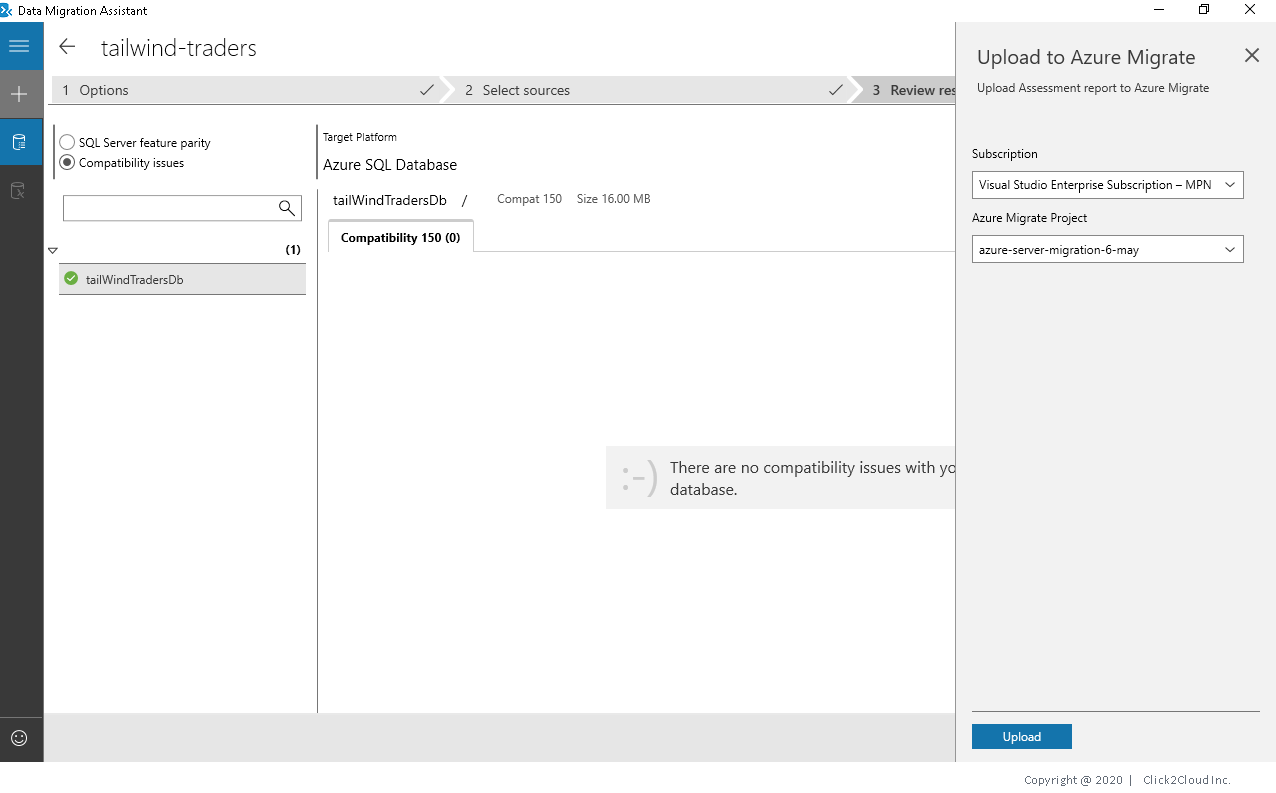 Data Migration Assistant
tailwind-traders
1 Options
2 Select sources
3 Review res
SQL Server feature parity
Compatibility issues
(1)
tailWindTradersDb
Target Platform
Azure SQL Database
tailWindTradersDb / Compat 150 Size 16.00 MB
Compatibility 150 (0)
:-)
There are no compatibility issues with yo
database.
Upload to Azure Migrate
Upload Assessment report to Azure Migrate
Subscription
Visual Studio Enterprise Subscription – MPN
Azure Migrate Project
azure-server-migration-6-may
Upload
Copyright @ 2020 | Click2Cloud Inc.